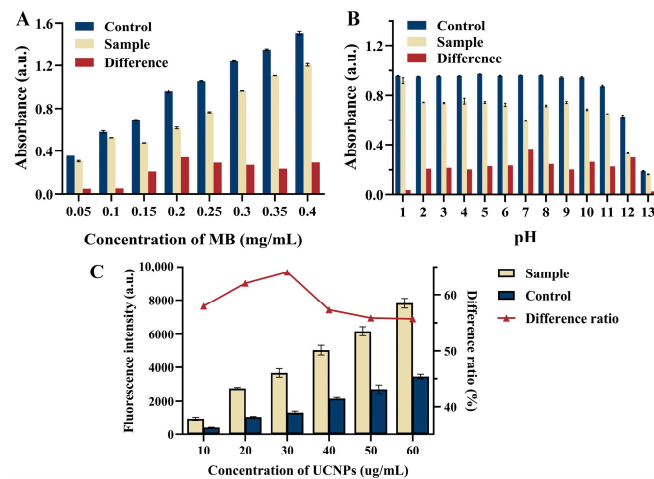 A
Control
Sample
Difference
Absorbance (a.u.)
1.6
1.2
0.8
0.4
0.0
0.05 0.1 0.15 0.2 0.25 0.3 0.35 0.4
Concentration of MB (mg/mL)
B
Control
Sample
Difference
Absorbance (a.u.)
1.2
0.8
0.4
0.0
1 2 3 4 5 6 7 8 9 10 11 12 13
pH
C
Sample
Control
Difference ratio
Fluorescence intensity (a.u.)
10,000
8000
6000
4000
2000
0
Difference ratio (%)
60
50
40
10 20 30 40 50 60
Concentration of UCNPs (ug/mL)